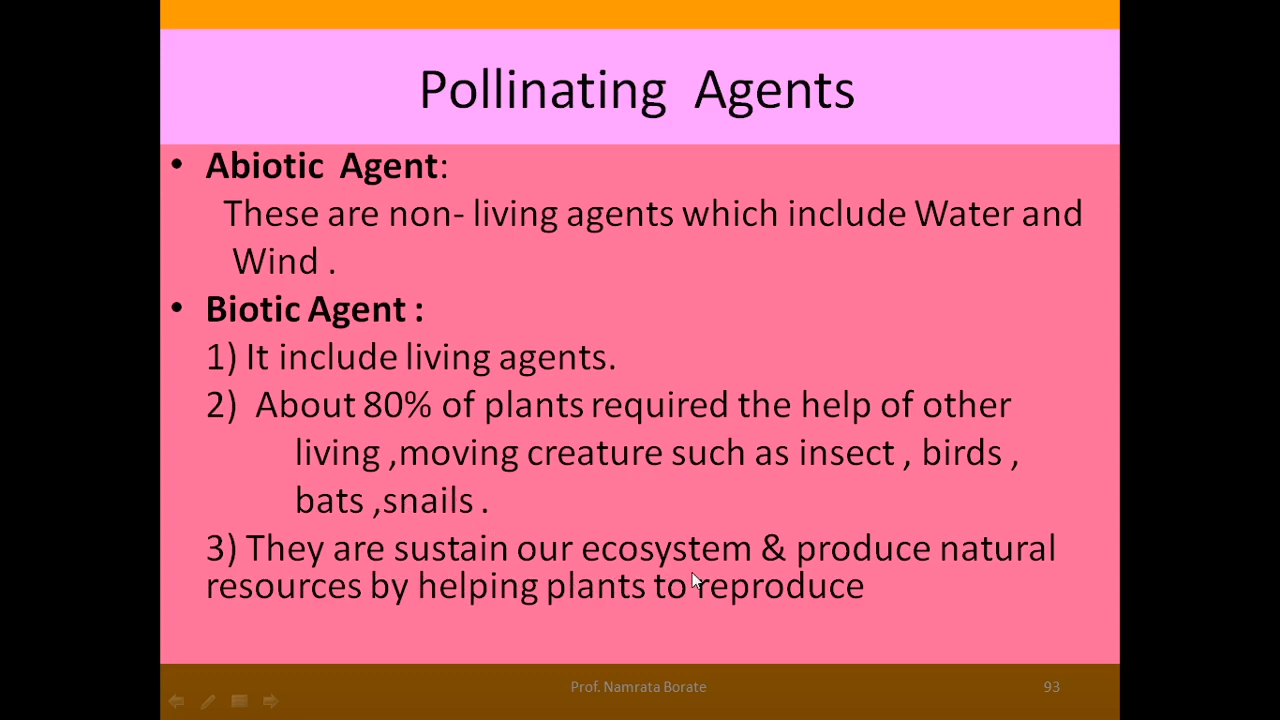 Pollinating Agents
• Abiotic Agent:
These are non- living agents which include Water and
Wind .
• Biotic Agent :
1) It include living agents.
2) About 80% of plants required the help of other
living ,moving creature such as insect , birds ,
bats ,snails .
3) They are sustain our ecosystem & produce natural
resources by helping plants to reproduce
Prof. Namrata Borate
93